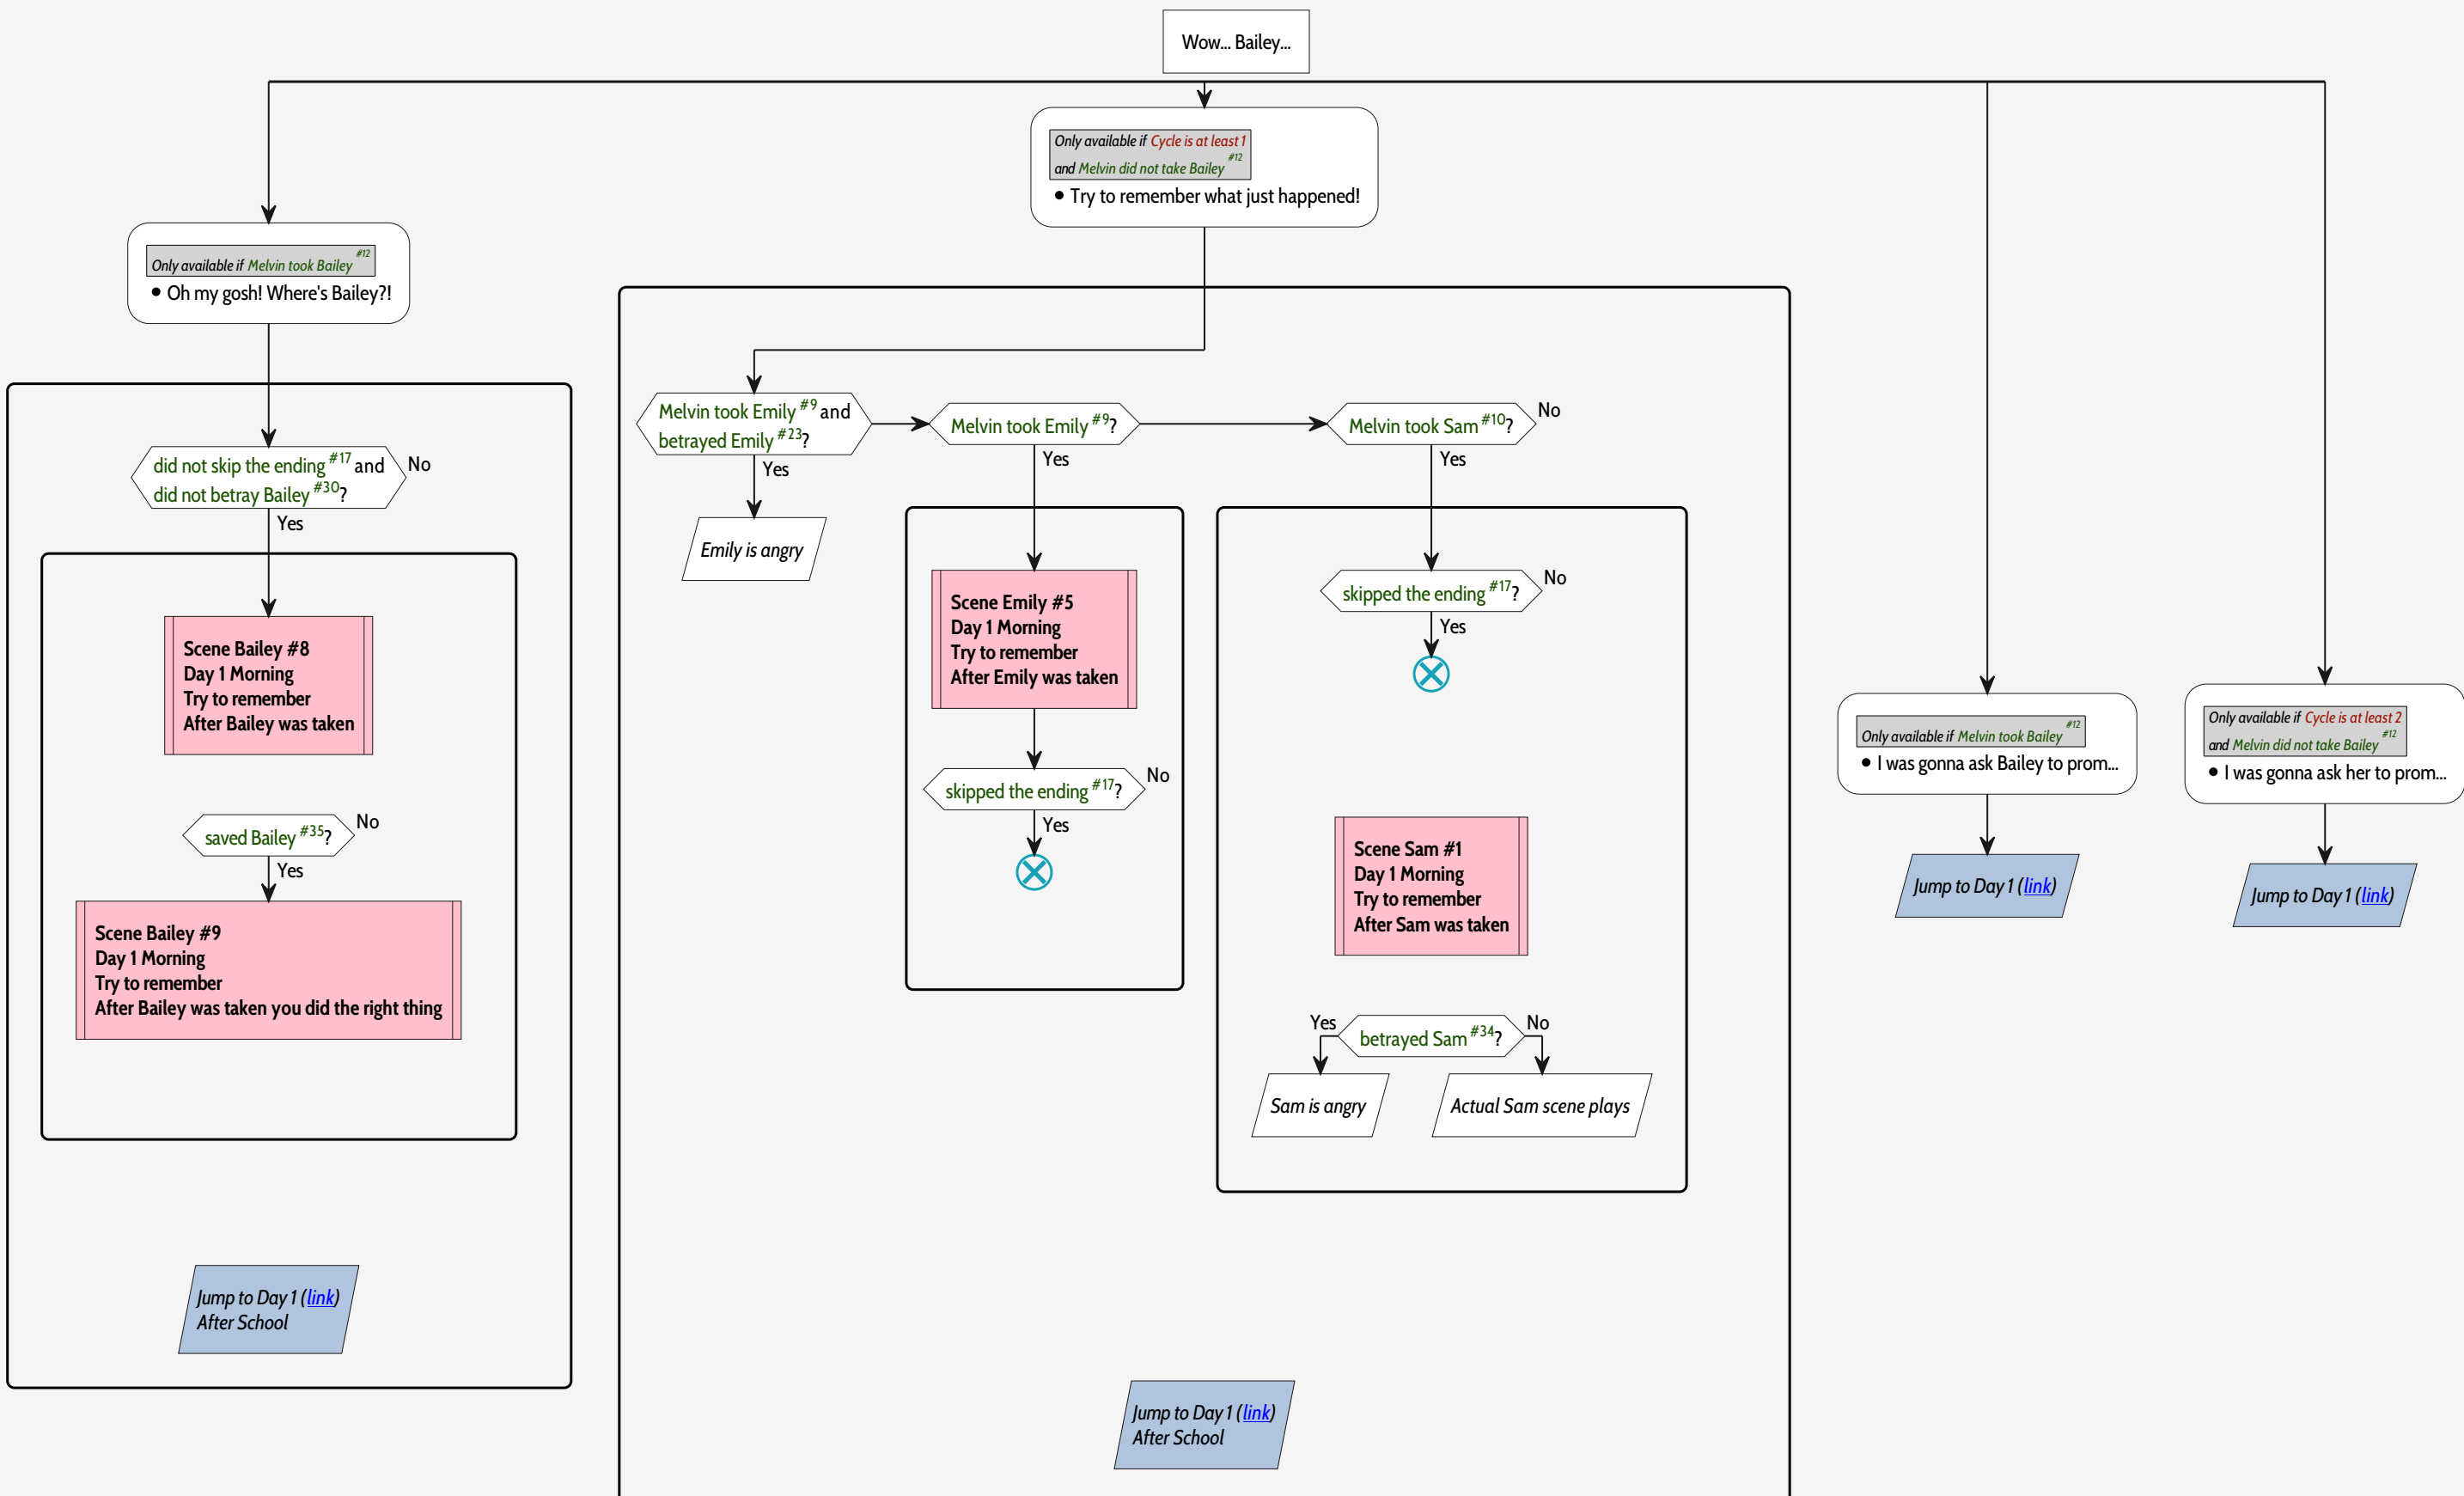 Wow... Bailey...
Only available if Melvin took Bailey #12
• Oh my gosh! Where's Bailey?!
did not skip the ending #17 and
did not betray Bailey #30?
No
Yes
Scene Bailey #8
Day 1 Morning
Try to remember
After Bailey was taken
saved Bailey #35?
No
Yes
Scene Bailey #9
Day 1 Morning
Try to remember
After Bailey was taken you did the right thing
Jump to Day 1 (link)
After School
Only available if Cycle is at least 1
and Melvin did not take Bailey #12
• Try to remember what just happened!
Melvin took Emily #9 and
betrayed Emily #23?
Yes
Emily is angry
Melvin took Emily #9?
Yes
Scene Emily #5
Day 1 Morning
Try to remember
After Emily was taken
skipped the ending #17?
No
Yes
Melvin took Sam #10?
No
Yes
skipped the ending #17?
No
Yes
Scene Sam #1
Day 1 Morning
Try to remember
After Sam was taken
Yes
betrayed Sam #34?
No
Sam is angry
Actual Sam scene plays
Jump to Day 1 (link)
After School
Only available if Melvin took Bailey #12
• I was gonna ask Bailey to prom...
Jump to Day 1 (link)
Only available if Cycle is at least 2
and Melvin did not take Bailey #12
• I was gonna ask her to prom...
Jump to Day 1 (link)